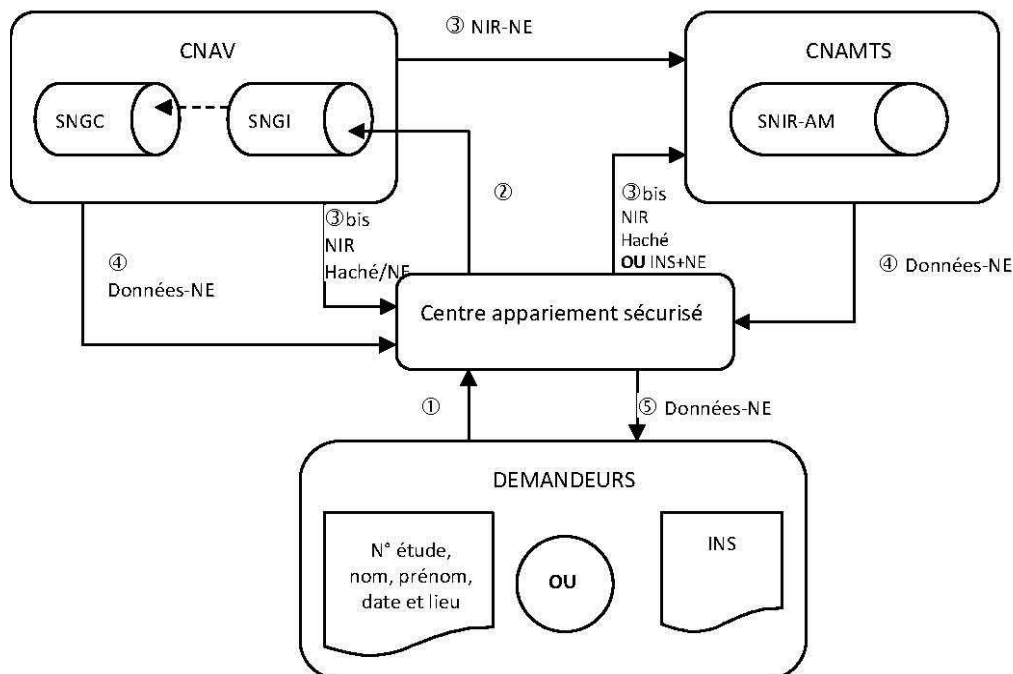 ③ NIR-NE
CNAV
CNAMTS
SNGC
SNGI
SNIR-AM
②
③bis
NIR
Haché/NE
③bis
NIR
Haché
OU INS+NE
④
Données-NE
④ Données-NE
Centre appariement sécurisé
①
⑤ Données-NE
DEMANDEURS
N° étude,
nom, prénom,
date et lieu
OU
INS